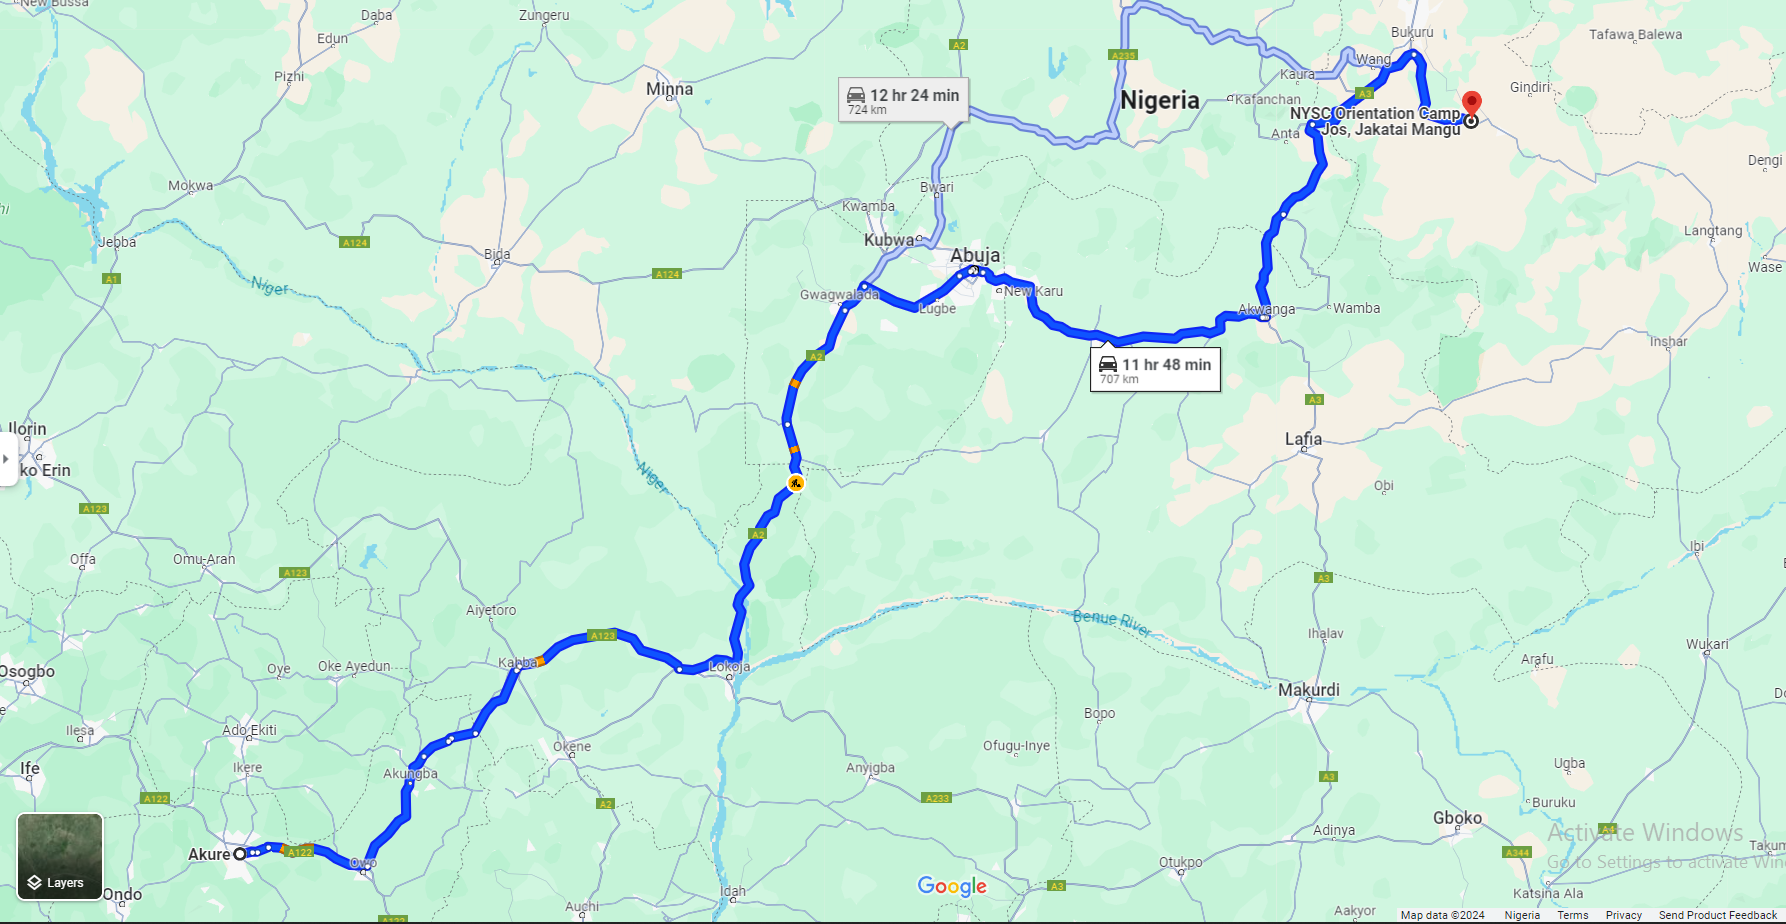 New Bussa
Daba
Zungeru
Edun
Pizhi
A2
A235
Bukuru
Tafawa Balewa
Wang
Kaura
Gindiri
Minna
12 hr 24 min
724 km
Nigeria
Kafanchan
A3
NYSC Orientation Camp
Jos, Jakatai Mangu
Anta
Dengi
Mokwa
Bwari
Kwamba
Kubwa
Abuja
Jebba
A124
Bida
A124
Langtang
Wase
A1
Niger
Gwagwalada
Lugbe
New Karu
Akwanga
Wamba
Inshar
A2
11 hr 48 min
707 km
A3
Ilorin
ko Erin
Niger
Lafia
Obi
A123
A2
Ibi
Offa
Omu-Aran
A123
A3
Aiyetoro
Benue River
A123
Ihalav
Wukari
Arafu
Osogbo
Oye
Oke Ayedun
Kabba
Lokoja
Makurdi
Bopo
Ilesa
Ado Ekiti
Okene
Ofugu-Inye
Ife
Ikere
Akungba
Anyigba
A3
Ugba
A122
A2
A233
Buruku
Gboko
Adinya
A4
Activate Windows
Go to Settings to activate Win
Takum
Akure
A122
Owo
Otukpo
A344
Layers
Ondo
Idah
Google
A3
Katsina Ala
Auchi
Aakyor
A122
Map data ©2024
Nigeria
Terms
Privacy
Send Product Feedback